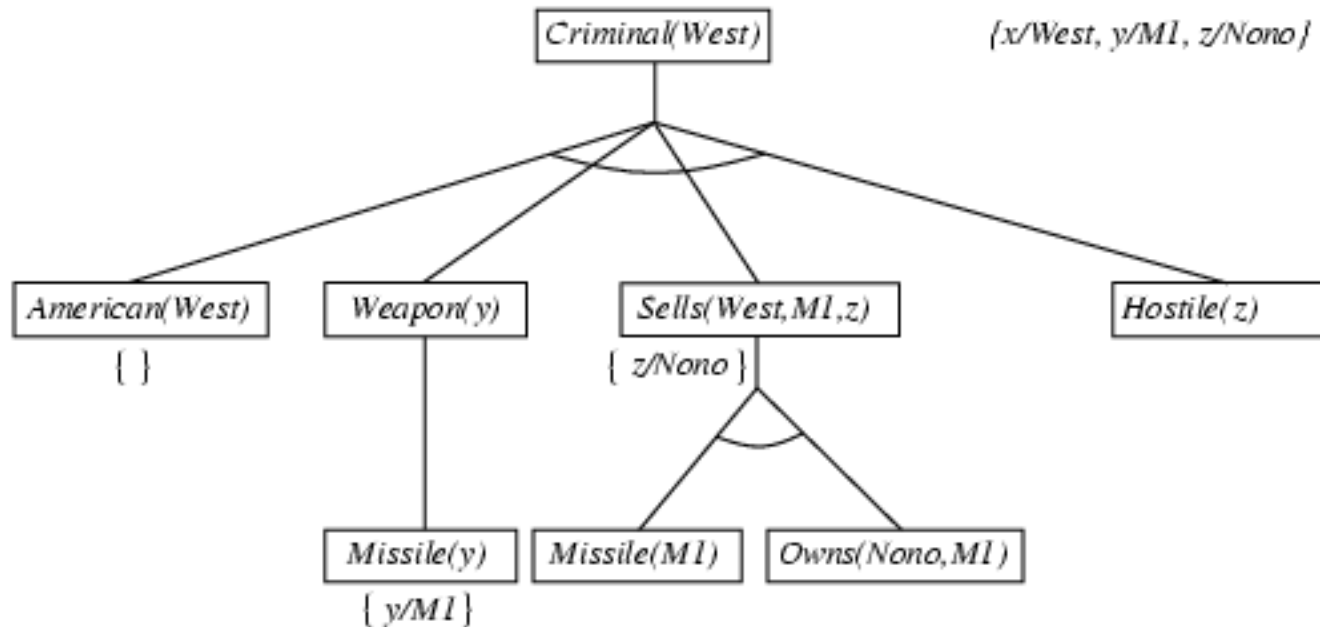 Criminal(West) {x/West, y/M1, z/Nono}
American(West) Weapon(y) Sells(West,M1,z) Hostile(z)
{ } { z/Nono }
Missile(y) Missile(M1) Owns(Nono,M1)
{ y/M1 }